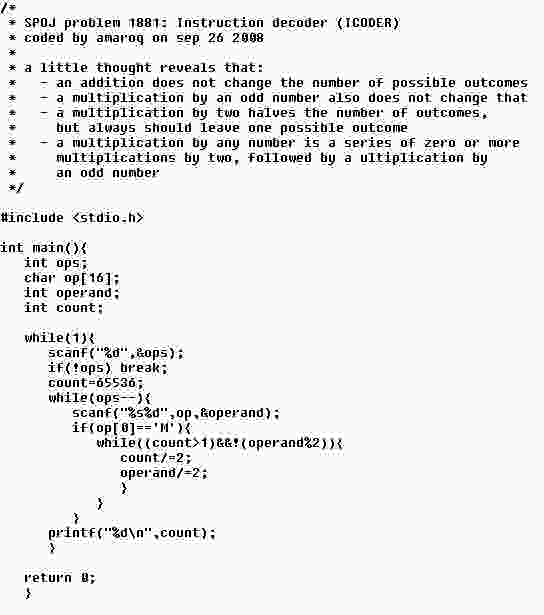 /*
 * SPOJ problem 1881: Instruction decoder (ICODER)
 * coded by amaroq on sep 26 2008
 *
 * a little thought reveals that:
 *   - an addition does not change the number of possible outcomes
 *   - a multiplication by an odd number also does not change that
 *   - a multiplication by two halves the number of outcomes,
 *     but always should leave one possible outcome
 *   - a multiplication by any number is a series of zero or more
 *     multiplications by two, followed by a ultiplication by
 *     an odd number
 */
#include <stdio.h>
int main(){
   int ops;
   char op[16];
   int operand;
   int count;
   while(1){
      scanf("%d",&ops);
      if(!ops) break;
      count=65536;
      while(ops--){
         scanf("%s%d",op,&operand);
         if(op[0]=='M'){
            while((count>1)&&!(operand%2)){
               count/=2;
               operand/=2;
               }
            }
         }
      printf("%d\n",count);
      }
   return 0;
   }